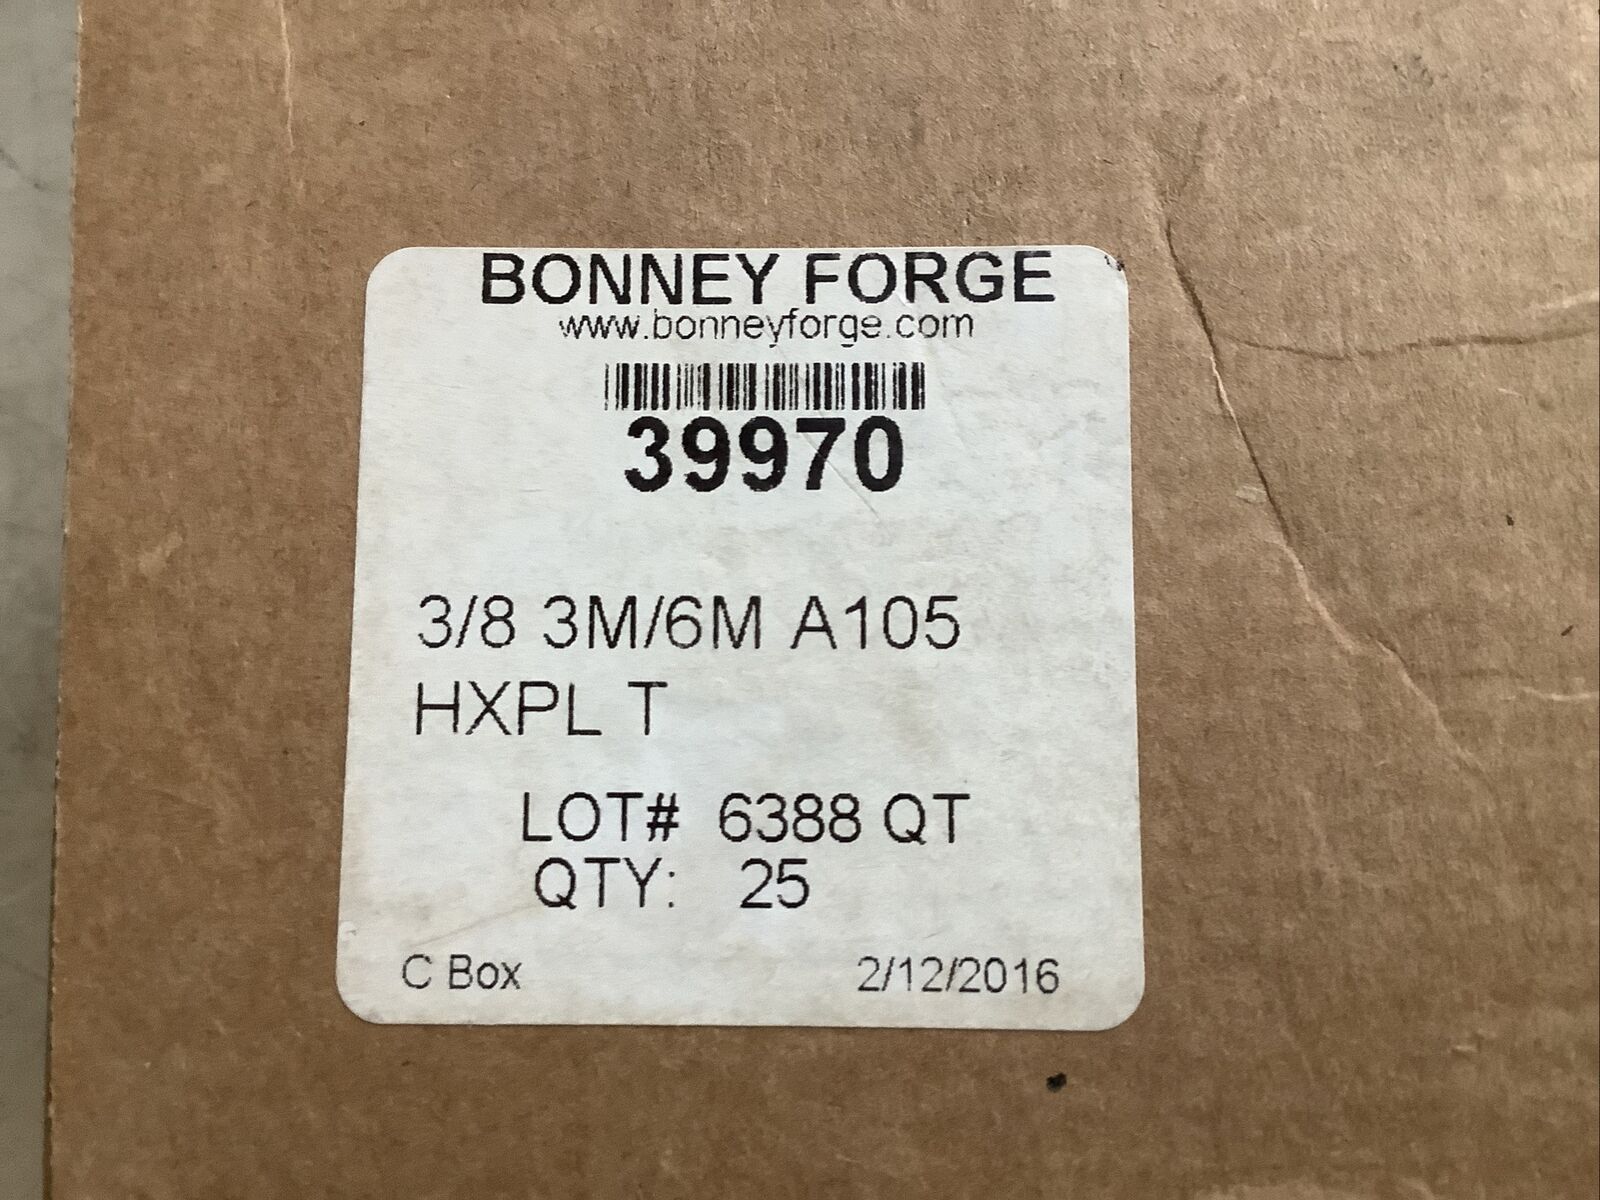 BONNEY FORGE
www.bonneyforge.com
39970
3/8 3M/6M A105
HXPL T
LOT# 6388 QT
QTY: 25
C Box 2/12/2016